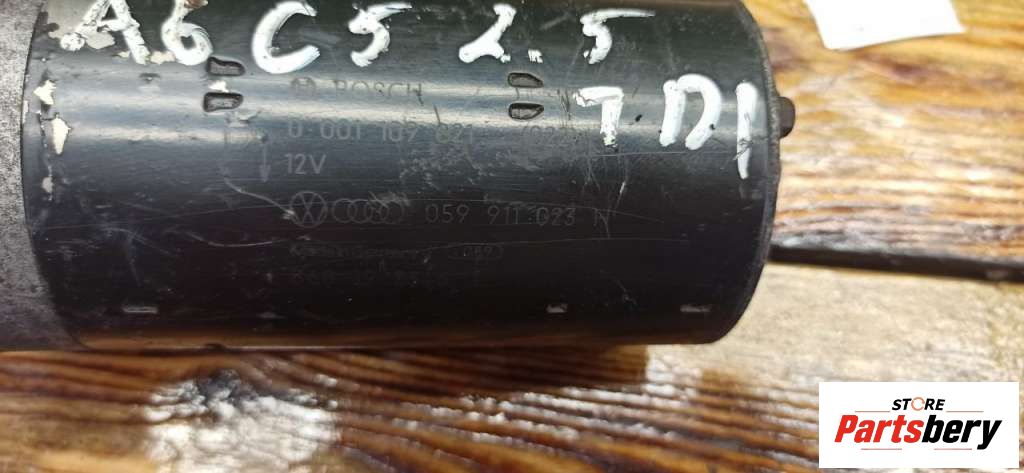 A6 C5 2.5
TDI
BOSCH
0 001 109 021
12V
059 911 023 H
STORE
Partsbery